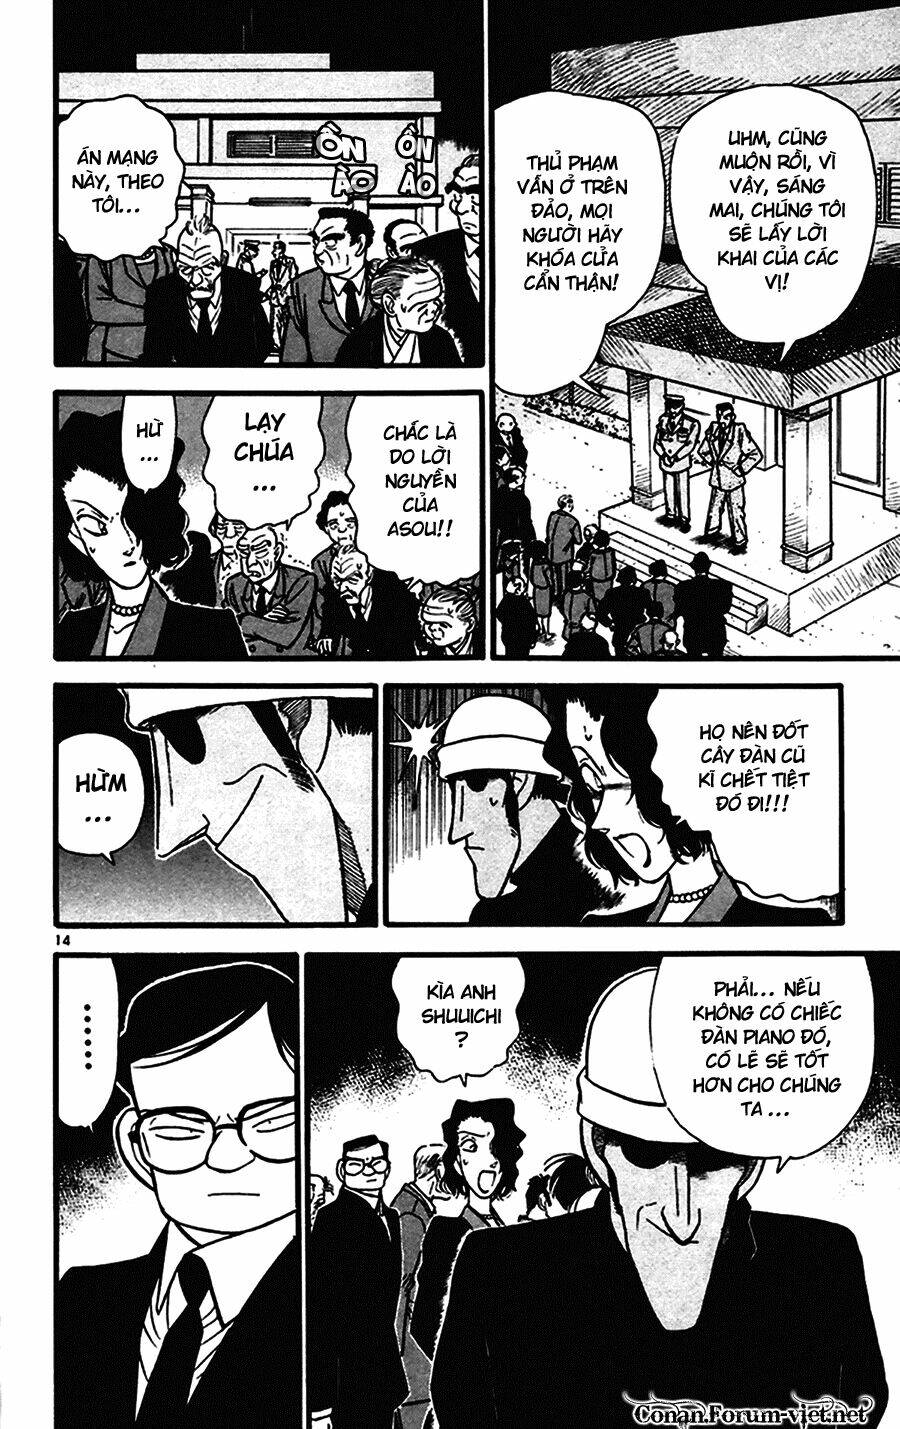 UHM, CŨNG
MUỘN RỒI, VÌ
VẬY, SÁNG
MAI, CHÚNG TÔI
SẼ LẤY LỜI
KHAI CỦA CÁC
VỊ!
THỦ PHẠM
VẪN Ở TRÊN
ĐẢO, MỌI
NGƯỜI HÃY
KHÓA CỬA
CẨN THẬN!
ỒN
ÀO
ỒN
ÀO
ÁN MẠNG
NÀY, THEO
TÔI...
CHẮC LÀ
DO LỜI
NGUYỀN
CỦA
ASOU!!
LẠY
CHÚA
...
HỪ
...
HỌ NÊN ĐỐT
CÂY ĐÀN CŨ
KĨ CHẾT TIỆT
ĐÓ ĐI!!!
HỪM
...
14
PHẢI... NẾU
KHÔNG CÓ CHIẾC
ĐÀN PIANO ĐÓ,
CÓ LẼ SẼ TỐT
HƠN CHO CHÚNG
TA ...
KÌA ANH
SHUUICHI
?
......
Conan.Forum-viet.net